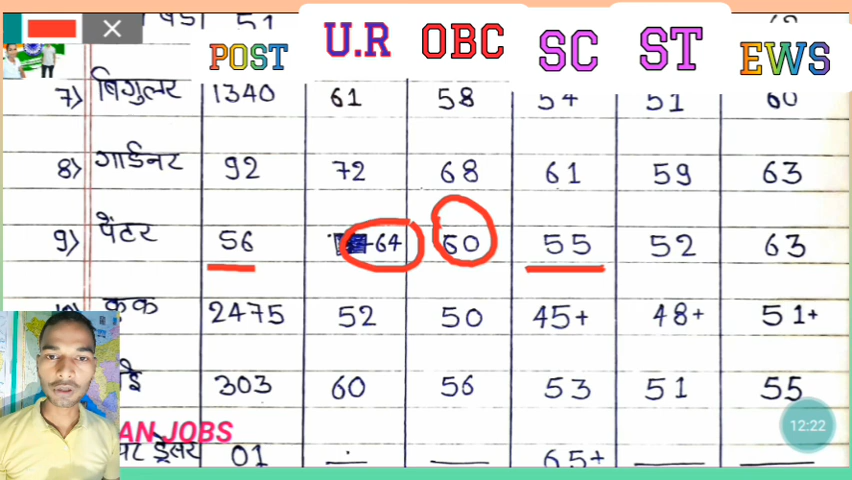 51
POST U.R OBC SC ST EWS
7) बिगुलर 1340 61 58 54 51 60
8) गार्डनर 92 72 68 61 59 63
9) पेंटर 56 64 60 55 52 63
कुक 2475 52 50 45+ 48+ 51+
303 60 56 53 51 55
12:22
AN JOBS
ड्रेसर 01 — — 65+ — —